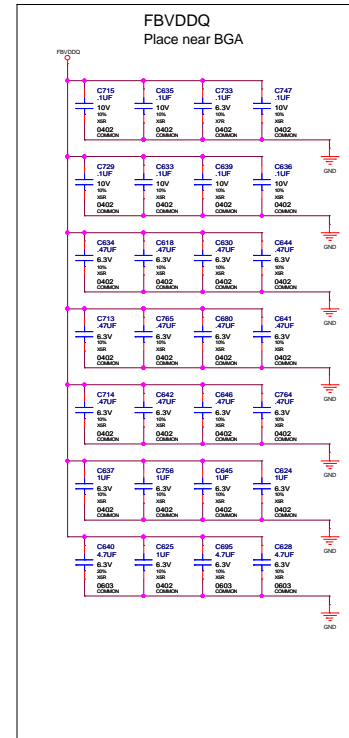 FBVDDQ
Place near BGA
FBVDDQ
C715 C635 C733 C747
.1UF .1UF .1UF .1UF
10V 10V 6.3V 10V
10% 10% 10% 10%
X5R X5R X7R X5R
0402 0402 0402 0402
COMMON COMMON COMMON COMMON
GND
C729 C633 C639 C636
.1UF .1UF .1UF .1UF
10V 10V 10V 10V
10% 10% 10% 10%
X5R X5R X5R X5R
0402 0402 0402 0402
COMMON COMMON COMMON COMMON
GND
C634 C618 C630 C644
.47UF .47UF .47UF .47UF
6.3V 6.3V 6.3V 6.3V
10% 10% 10% 10%
X5R X5R X5R X5R
0402 0402 0402 0402
COMMON COMMON COMMON COMMON
GND
C713 C765 C680 C641
.47UF .47UF .47UF .47UF
6.3V 6.3V 6.3V 6.3V
10% 10% 10% 10%
X5R X5R X5R X5R
0402 0402 0402 0402
COMMON COMMON COMMON COMMON
GND
C714 C642 C646 C764
.47UF .47UF .47UF .47UF
6.3V 6.3V 6.3V 6.3V
10% 10% 10% 10%
X5R X5R X5R X5R
0402 0402 0402 0402
COMMON COMMON COMMON COMMON
GND
C637 C756 C645 C624
1UF 1UF 1UF 1UF
6.3V 6.3V 6.3V 6.3V
10% 10% 10% 10%
X5R X5R X5R X5R
0402 0402 0402 0402
COMMON COMMON COMMON COMMON
GND
C640 C625 C695 C628
4.7UF 1UF 4.7UF 4.7UF
6.3V 6.3V 6.3V 6.3V
20% 10% 10% 10%
X5R X5R X5R X5R
0603 0402 0603 0603
COMMON COMMON COMMON COMMON
GND